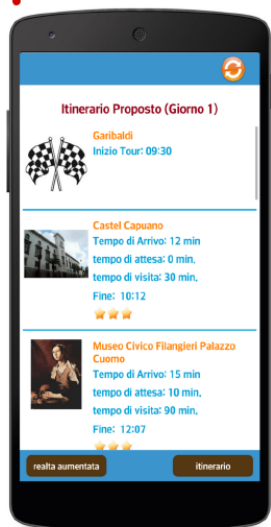 Itinerario Proposto (Giorno 1)
Garibaldi
Inizio Tour: 09:30
Castel Capuano
Tempo di Arrivo: 12 min
tempo di attesa: 0 min,
tempo di visita: 30 min,
Fine: 10:12
Museo Civico Filangieri Palazzo
Cuomo
Tempo di Arrivo: 15 min
tempo di attesa: 10 min,
tempo di visita: 90 min,
Fine: 12:07
realta aumentata
itinerario